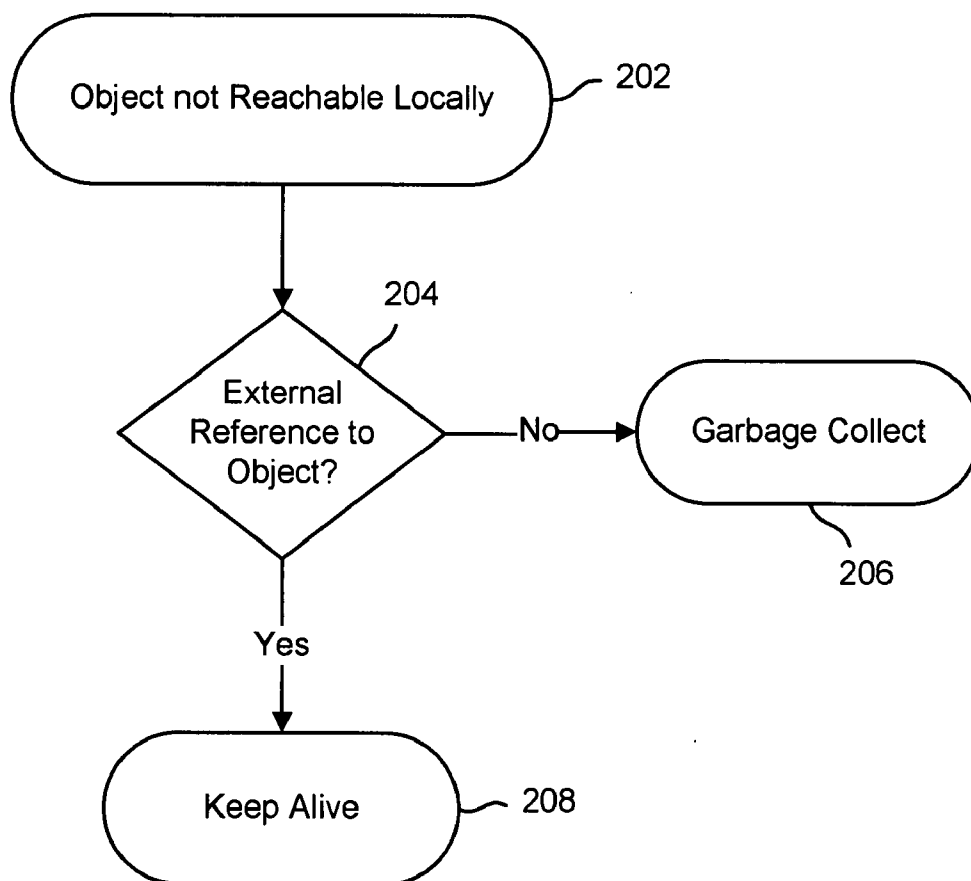 Object not Reachable Locally
202
204
External
Reference to
Object?
No
Garbage Collect
206
Yes
Keep Alive
208